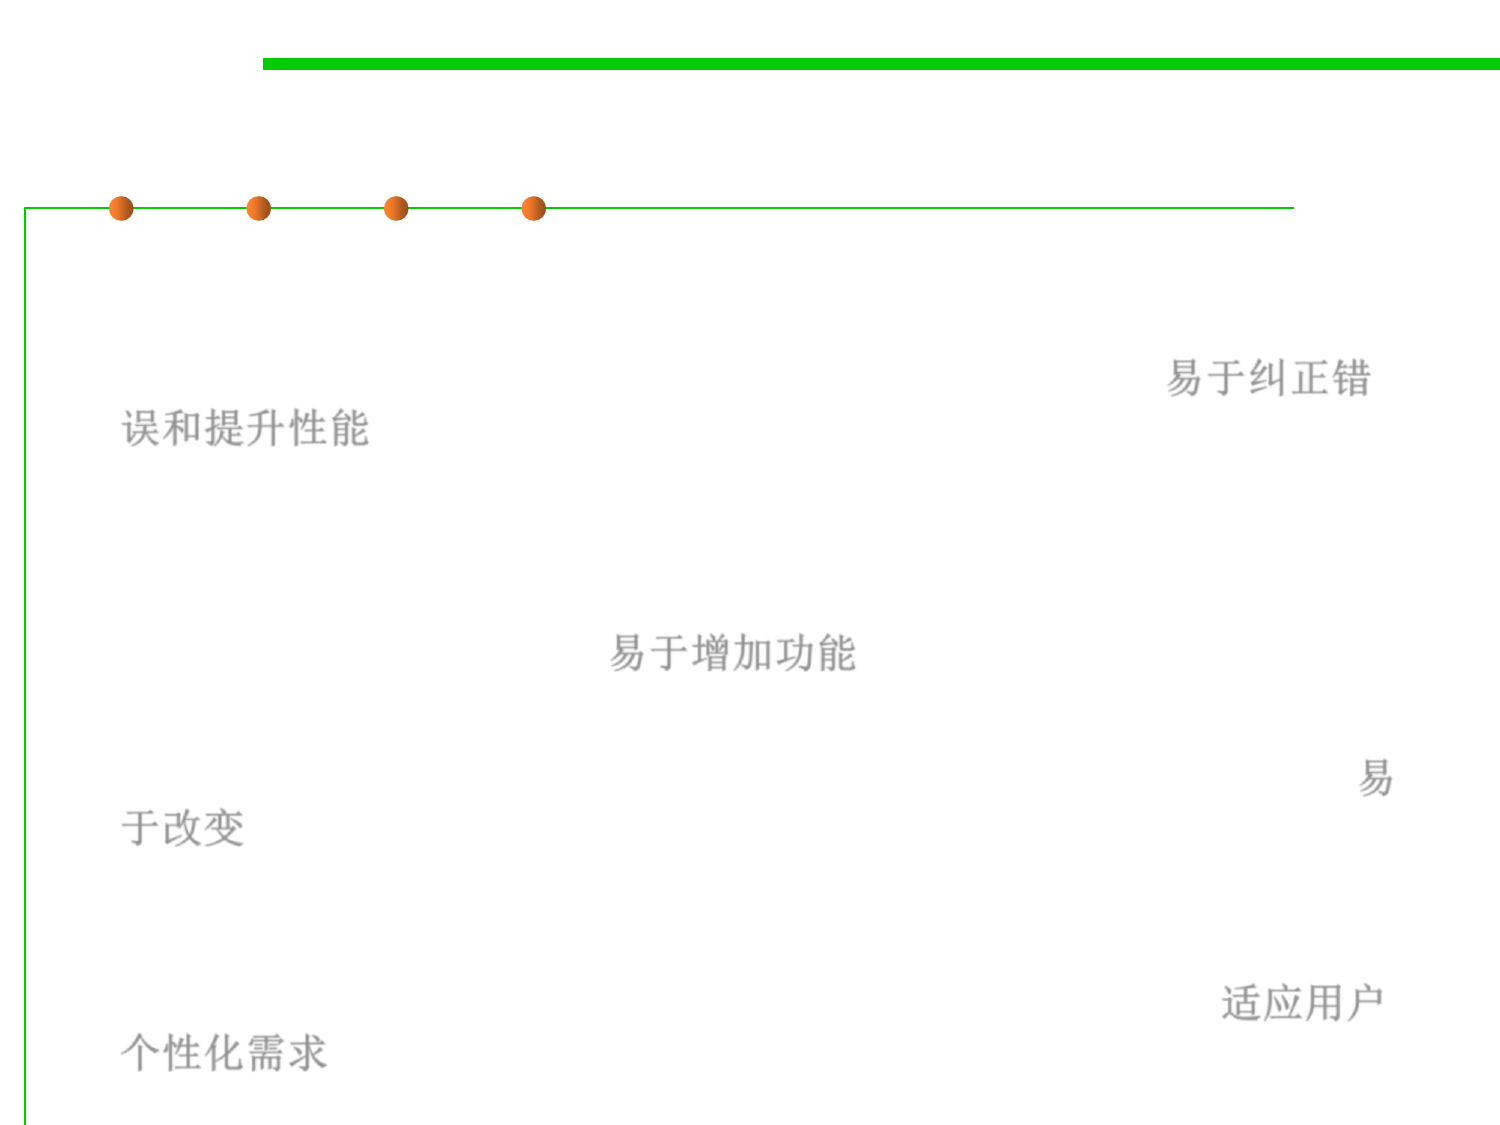 易于纠正错
误和提升性能
易于增加功能
易
于改变
适应用户
个性化需求